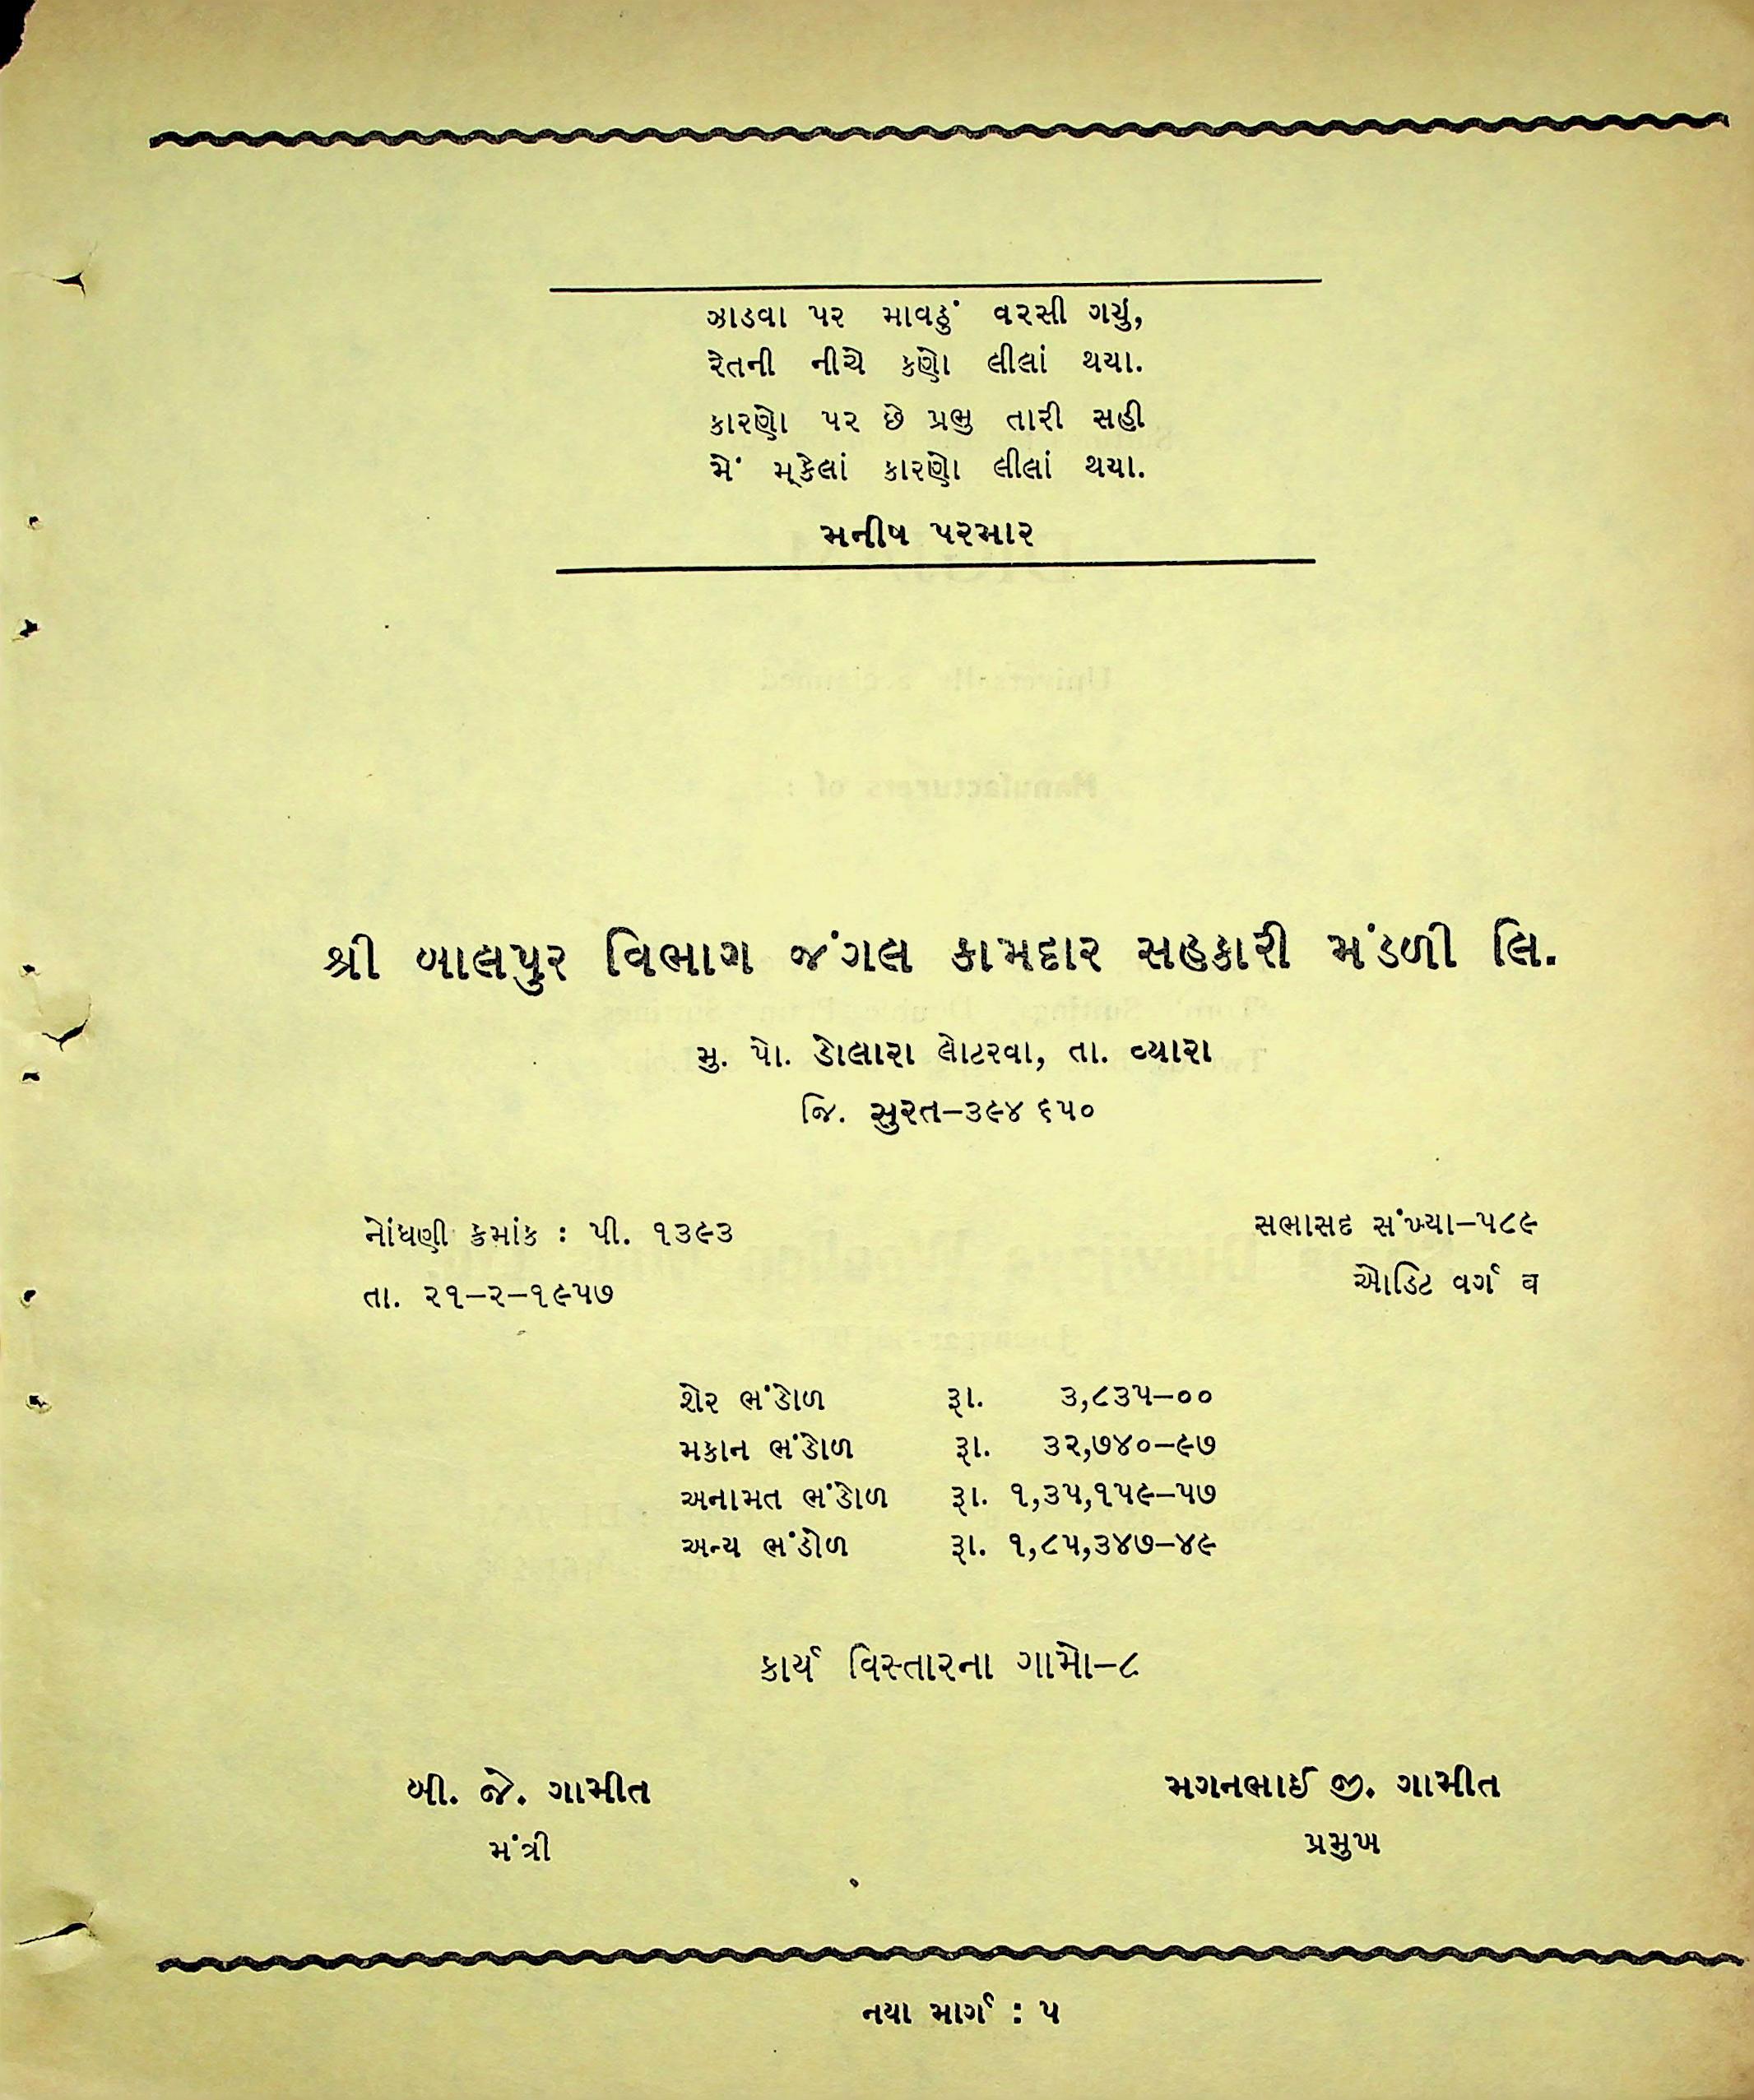 ઝાડવા પર માવઠું વરસી ગયું,
રેતની નીચે કણો લીલાં થયા.
કારણો પર છે પ્રભુ તારી સહી
મેં મૂકેલાં કારણો લીલાં થયા.
મનીષ પરમાર
શ્રી બાલપુર વિભાગ જંગલ કામદાર સહકારી મંડળી લિ.
મુ. પો. ડોલારા લોટરવા, તા. વ્યારા
જિ. સુરત–૩૯૪ ૬૫૦
નોંધણી ક્રમાંક : પી. ૧૩૯૩
સભાસદ સંખ્યા–૫૮૯
તા. ૨૧–૨–૧૯૫૭
ઓડિટ વર્ગ ब
શેર ભંડોળ રૂા. ૩,૮૩૫–૦૦
મકાન ભંડોળ રૂા. ૩૨,૭૪૦–૯૭
અનામત ભંડોળ રૂા. ૧,૩૫,૧૫૯–૫૭
અન્ય ભંડોળ રૂા. ૧,૮૫,૩૪૭–૪૯
કાર્ય વિસ્તારના ગામો–૮
બી. જે. ગામીત
મગનભાઈ જી. ગામીત
મંત્રી
પ્રમુખ
નયા માર્ગ : ૫